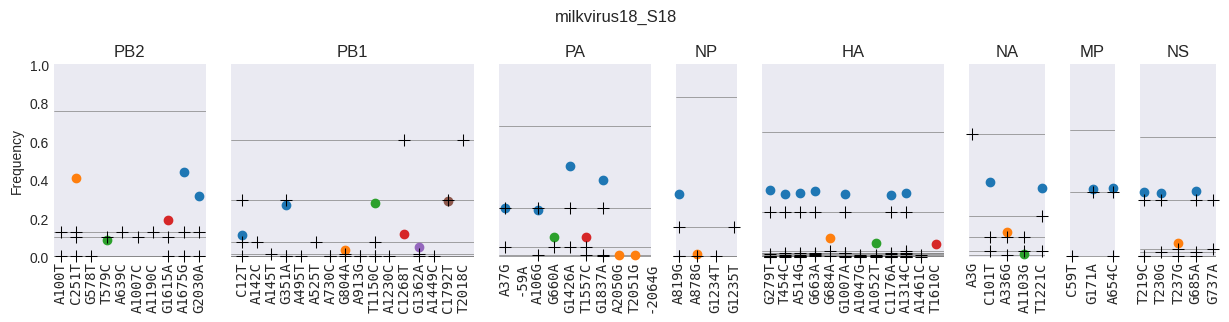 milkvirus18_S18
PB2 PB1 PA NP HA NA MP NS
Frequency
1.0
0.8
0.6
0.4
0.2
0.0
A100T C251T G578T T579C A639C A1007C A1190C G1615A A1675G G2030A
C12T A142C A145T G351A A495T A525T A730C G804A A913G T1150C A1230G C1268T G1362A A1449C C1792T T2018C
A37G -59A A106G G660A G1426A T1557C G1837A A2050G T2051G -2064G
A819G A878G G1234T G1235T
G279T T454C A514G G663A G684A G1007A A1047G A1052T C1176A A1314C A1461C T1610C
A3G C101T A336G A1103G T1221C
C59T G171A A654C
T219C T230G T237G G685A G737A